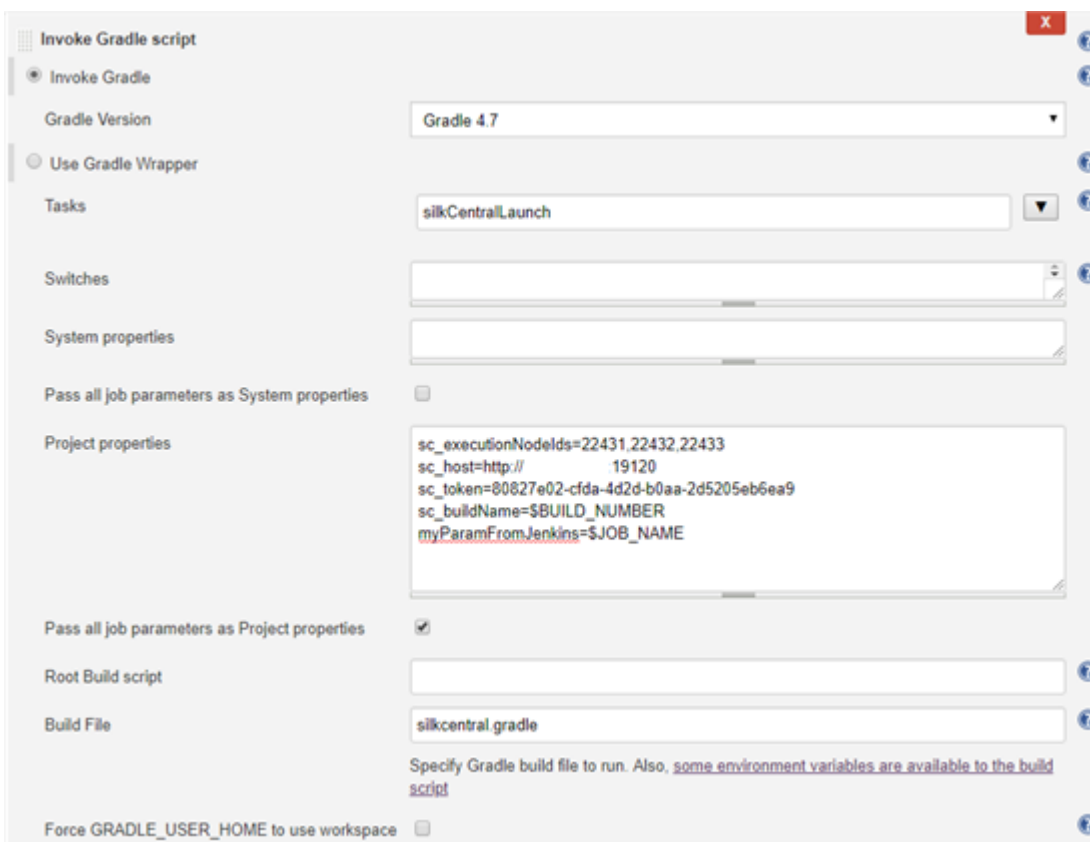 X
Invoke Gradle script
Invoke Gradle
Gradle Version
Gradle 4.7
Use Gradle Wrapper
Tasks
silkCentralLaunch
Switches
System properties
Pass all job parameters as System properties
Project properties
sc_executionNodeIds=22431,22432,22433
sc_host=http:// :19120
sc_token=80827e02-cfda-4d2d-b0aa-2d5205eb6ea9
sc_buildName=$BUILD_NUMBER
myParamFromJenkins=$JOB_NAME
Pass all job parameters as Project properties
Root Build script
Build File
silkcentral.gradle
Specify Gradle build file to run. Also, some environment variables are available to the build
script
Force GRADLE_USER_HOME to use workspace